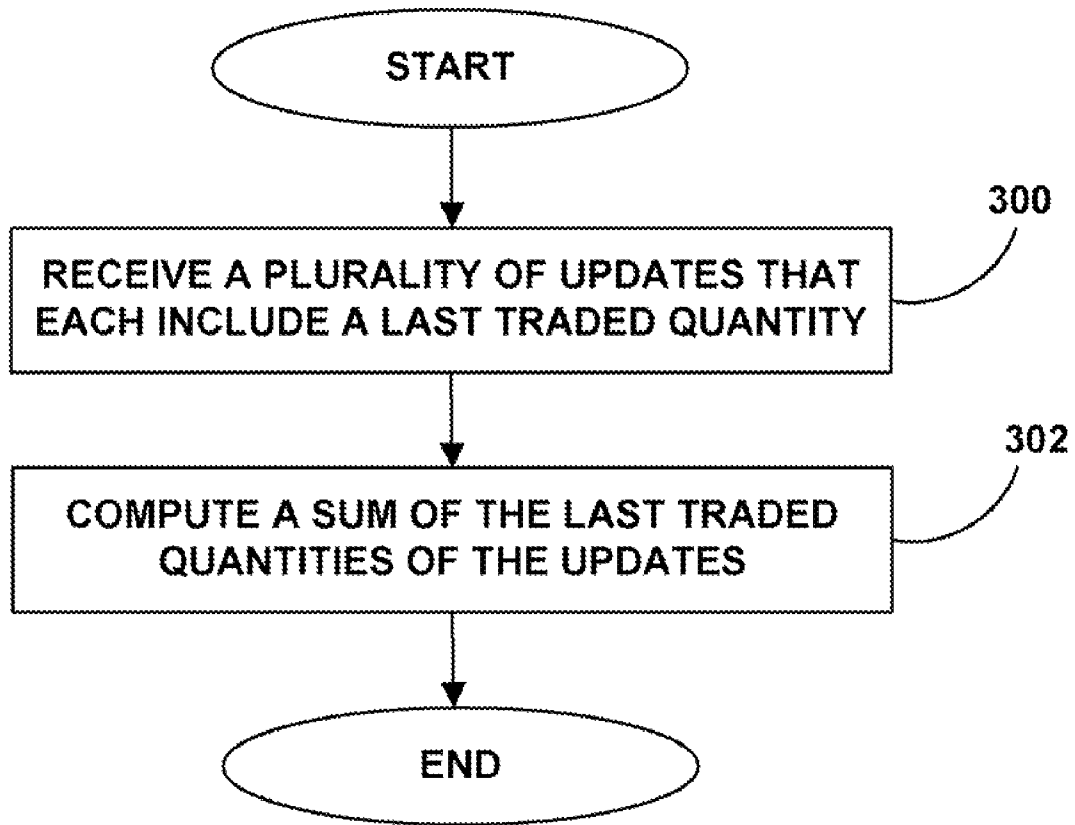 START
300
RECEIVE A PLURALITY OF UPDATES THAT
EACH INCLUDE A LAST TRADED QUANTITY
302
COMPUTE A SUM OF THE LAST TRADED
QUANTITIES OF THE UPDATES
END